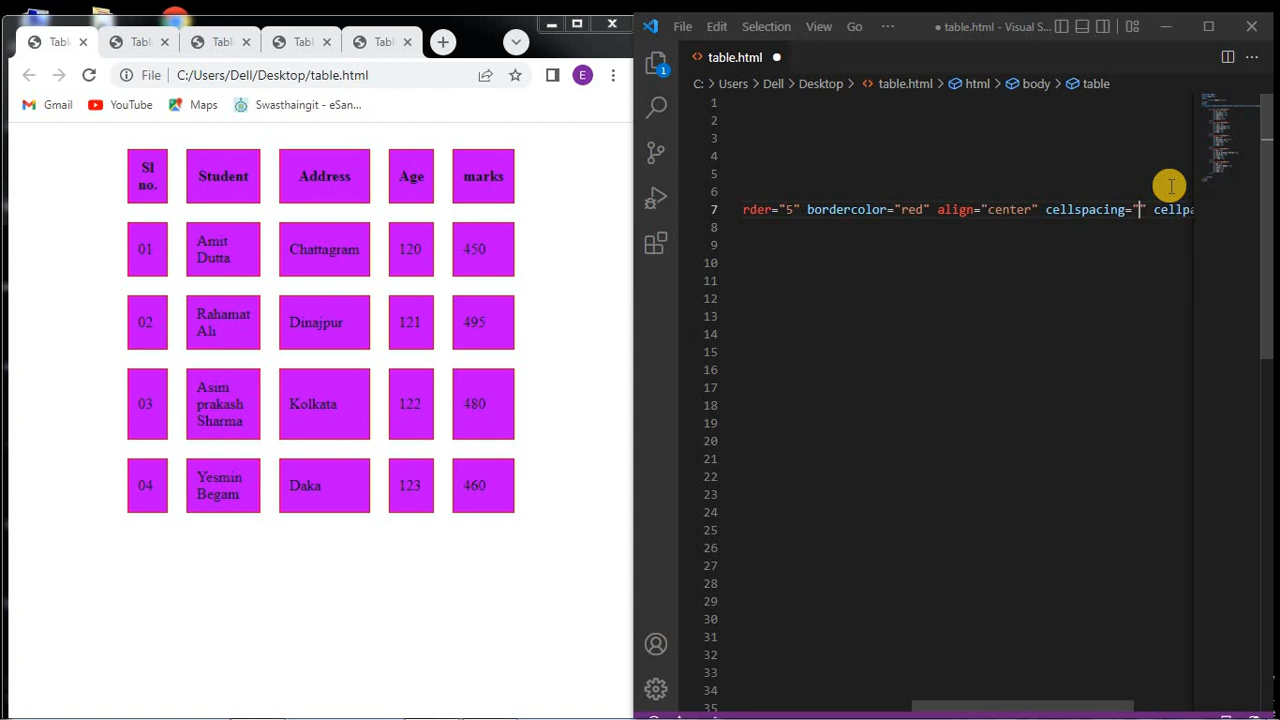 Tabl
Tabl
Tabl
Tabl
Tabl
File C:/Users/Dell/Desktop/table.html
E
Gmail YouTube Maps Swasthaingit - eSan...
Sl no. Student Address Age marks
01 Amit Dutta Chattagram 120 450
02 Rahamat Ali Dinajpur 121 495
03 Asim prakash Sharma Kolkata 122 480
04 Yesmin Begam Daka 123 460
File Edit Selection View Go ··· ● table.html - Visual S...
table.html ●
1
C: > Users > Dell > Desktop > table.html > html > body > table
1
2
3
4
5
6
7 rder="5" bordercolor="red" align="center" cellspacing="" cellpa
8
9
10
11
12
13
14
15
16
17
18
19
20
21
22
23
24
25
26
27
28
29
30
31
32
33
34
35